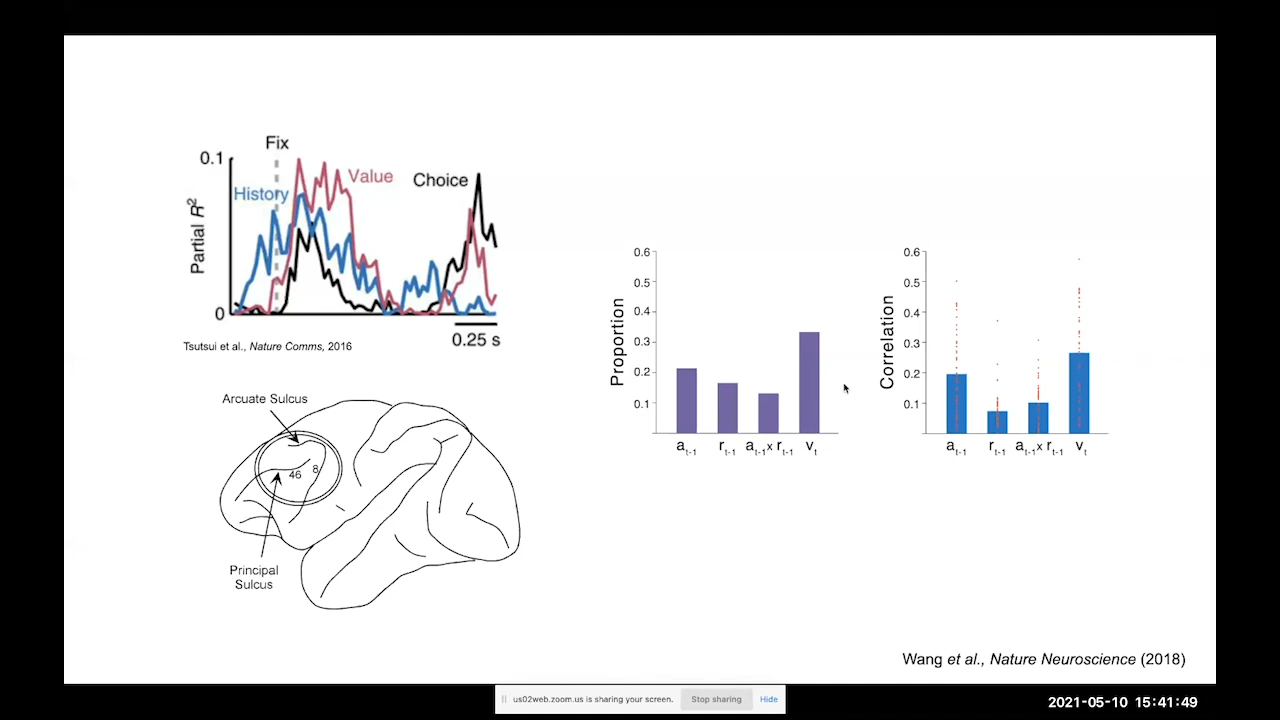 Fix
0.1
History
Value
Choice
Partial R²
0
0.25 s
Tsutsui et al., Nature Comms, 2016
Arcuate Sulcus
46
8
Principal
Sulcus
Proportion
0.6
0.5
0.4
0.3
0.2
0.1
aₜ₋₁ rₜ₋₁ aₜ₋₁x rₜ₋₁ vₜ
Correlation
0.6
0.5
0.4
0.3
0.2
0.1
aₜ₋₁ rₜ₋₁ aₜ₋₁x rₜ₋₁ vₜ
Wang et al., Nature Neuroscience (2018)
us02web.zoom.us is sharing your screen. Stop sharing Hide
2021-05-10 15:41:49